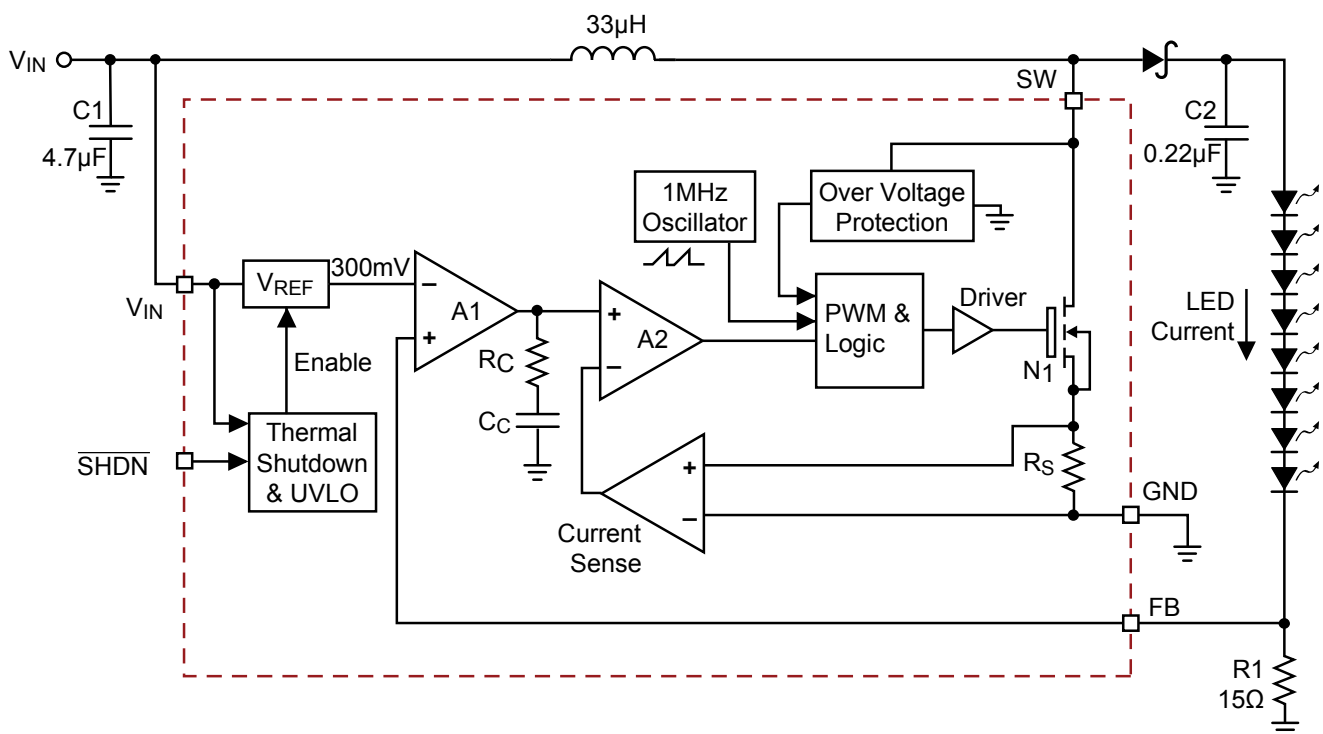 33µH
VIN
SW
C1
4.7µF
C2
0.22µF
1MHz
Oscillator
Over Voltage
Protection
VIN
VREF
300mV
−
+
A1
Enable
RC
CC
+
−
A2
PWM &
Logic
Driver
N1
LED
Current
SHDN
Thermal
Shutdown
& UVLO
+
−
Current
Sense
RS
GND
FB
R1
15Ω